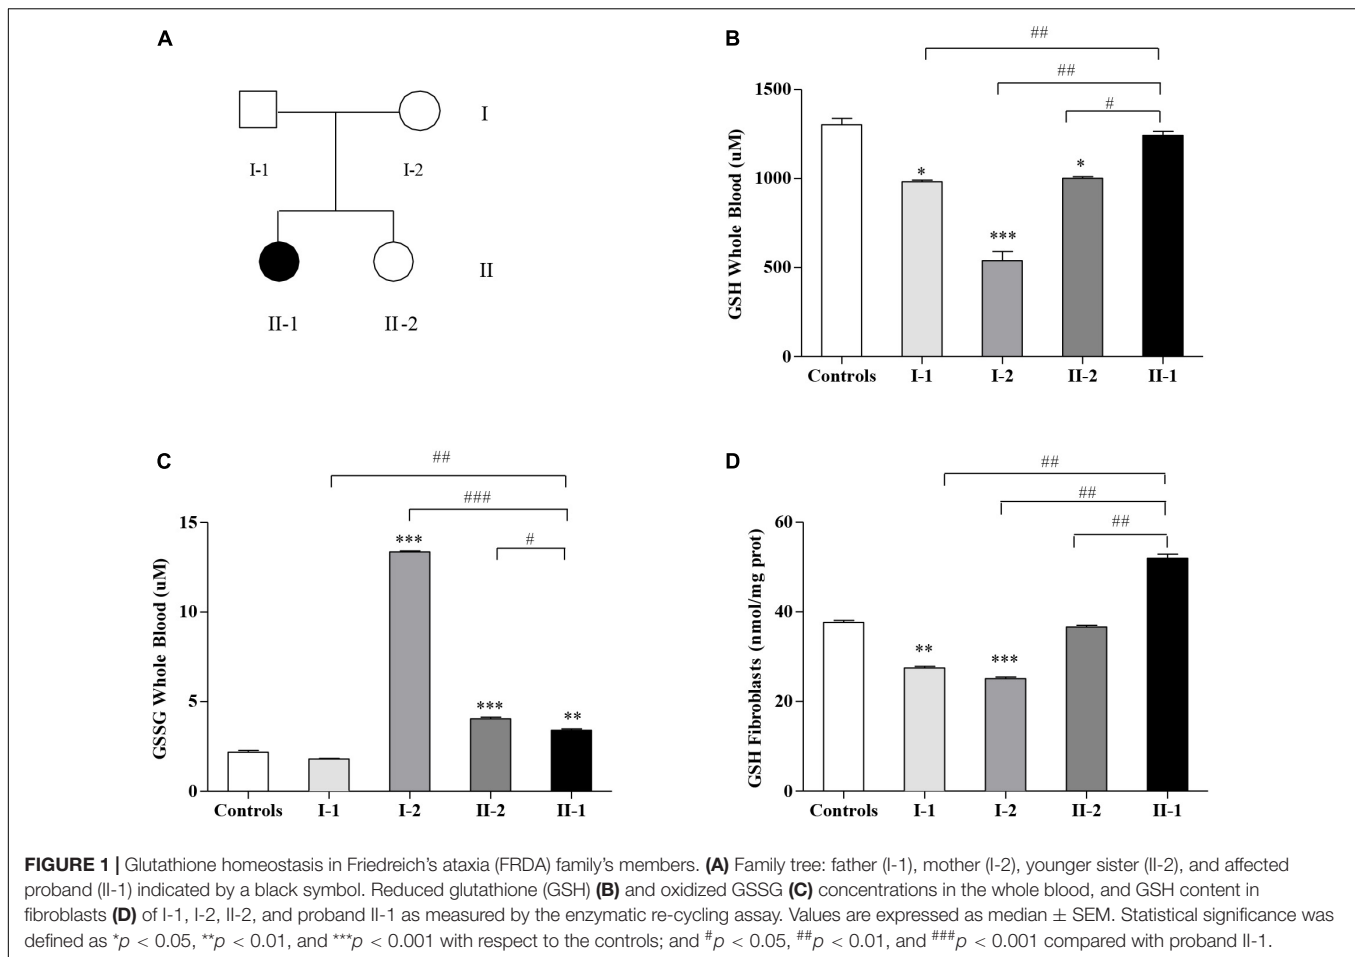 A
I
I-1
I-2
II
II-1
II-2
B
##
##
#
GSH Whole Blood (uM)
1500
1000
500
0
*
***
*
Controls I-1 I-2 II-2 II-1
C
##
###
#
GSSG Whole Blood (uM)
15
10
5
0
***
***
**
Controls I-1 I-2 II-2 II-1
D
##
##
##
GSH Fibroblasts (nmol/mg prot)
60
40
20
0
**
***
Controls I-1 I-2 II-2 II-1
FIGURE 1 | Glutathione homeostasis in Friedreich's ataxia (FRDA) family's members. (A) Family tree: father (I-1), mother (I-2), younger sister (II-2), and affected
proband (II-1) indicated by a black symbol. Reduced glutathione (GSH) (B) and oxidized GSSG (C) concentrations in the whole blood, and GSH content in
fibroblasts (D) of I-1, I-2, II-2, and proband II-1 as measured by the enzymatic re-cycling assay. Values are expressed as median ± SEM. Statistical significance was
defined as *p < 0.05, **p < 0.01, and ***p < 0.001 with respect to the controls; and #p < 0.05, ##p < 0.01, and ###p < 0.001 compared with proband II-1.